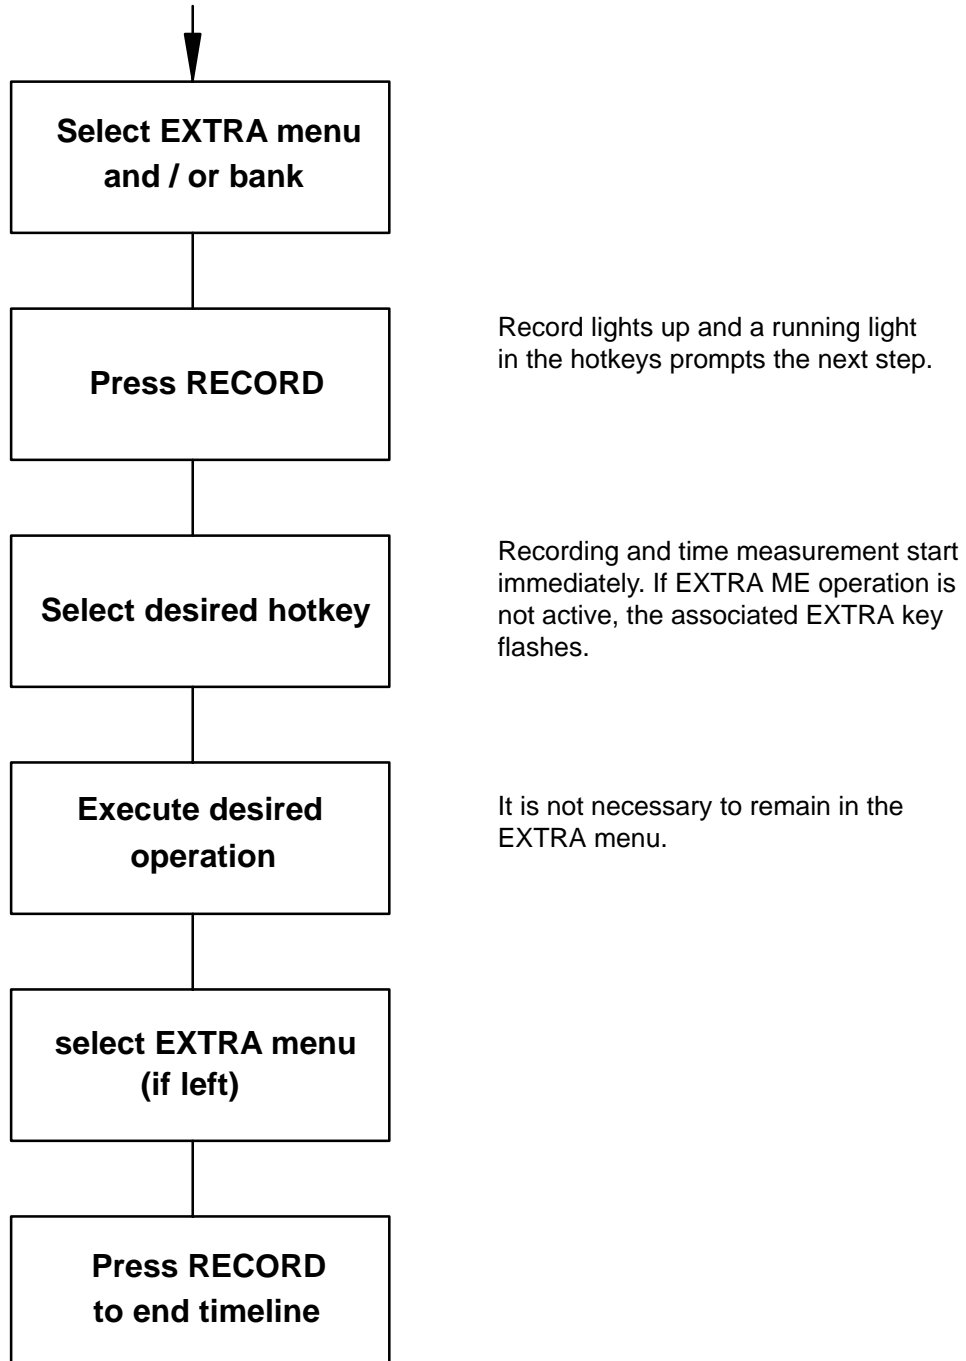 Select EXTRA menu
and / or bank
Press RECORD
Record lights up and a running light
in the hotkeys prompts the next step.
Select desired hotkey
Recording and time measurement start
immediately. If EXTRA ME operation is
not active, the associated EXTRA key
flashes.
Execute desired
operation
It is not necessary to remain in the
EXTRA menu.
select EXTRA menu
(if left)
Press RECORD
to end timeline